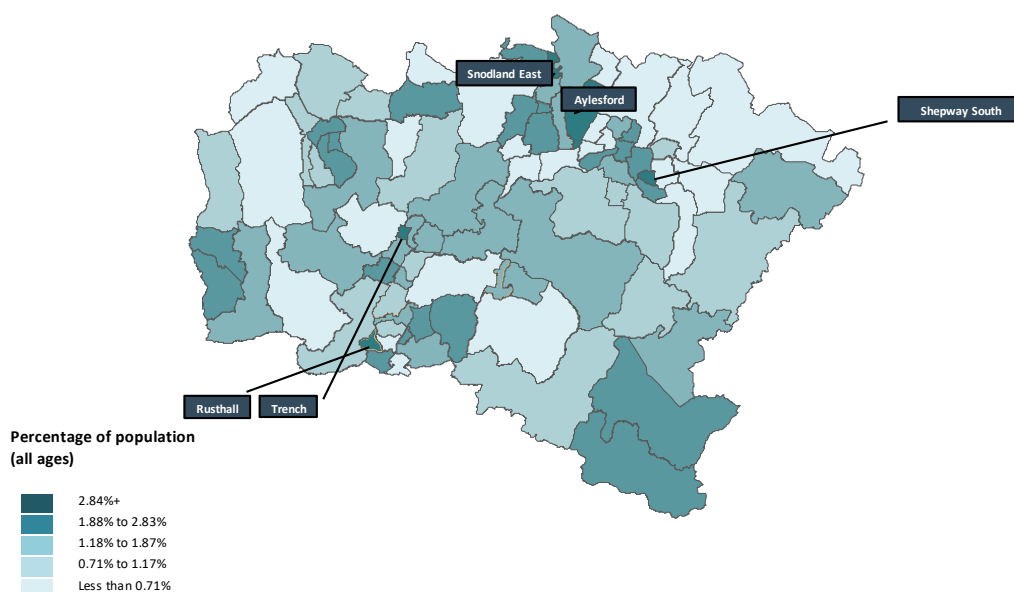 Snodland East
Aylesford
Shepway South
Rusthall
Trench
Percentage of population
(all ages)
2.84%+
1.88% to 2.83%
1.18% to 1.87%
0.71% to 1.17%
Less than 0.71%